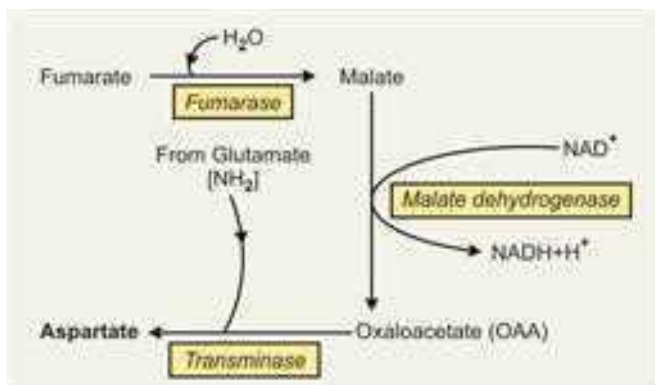 H₂O
Fumarate
Malate
Fumarase
From Glutamate
[NH₂]
NAD⁺
Malate dehydrogenase
NADH+H⁺
Aspartate
Oxaloacetate (OAA)
Transminase